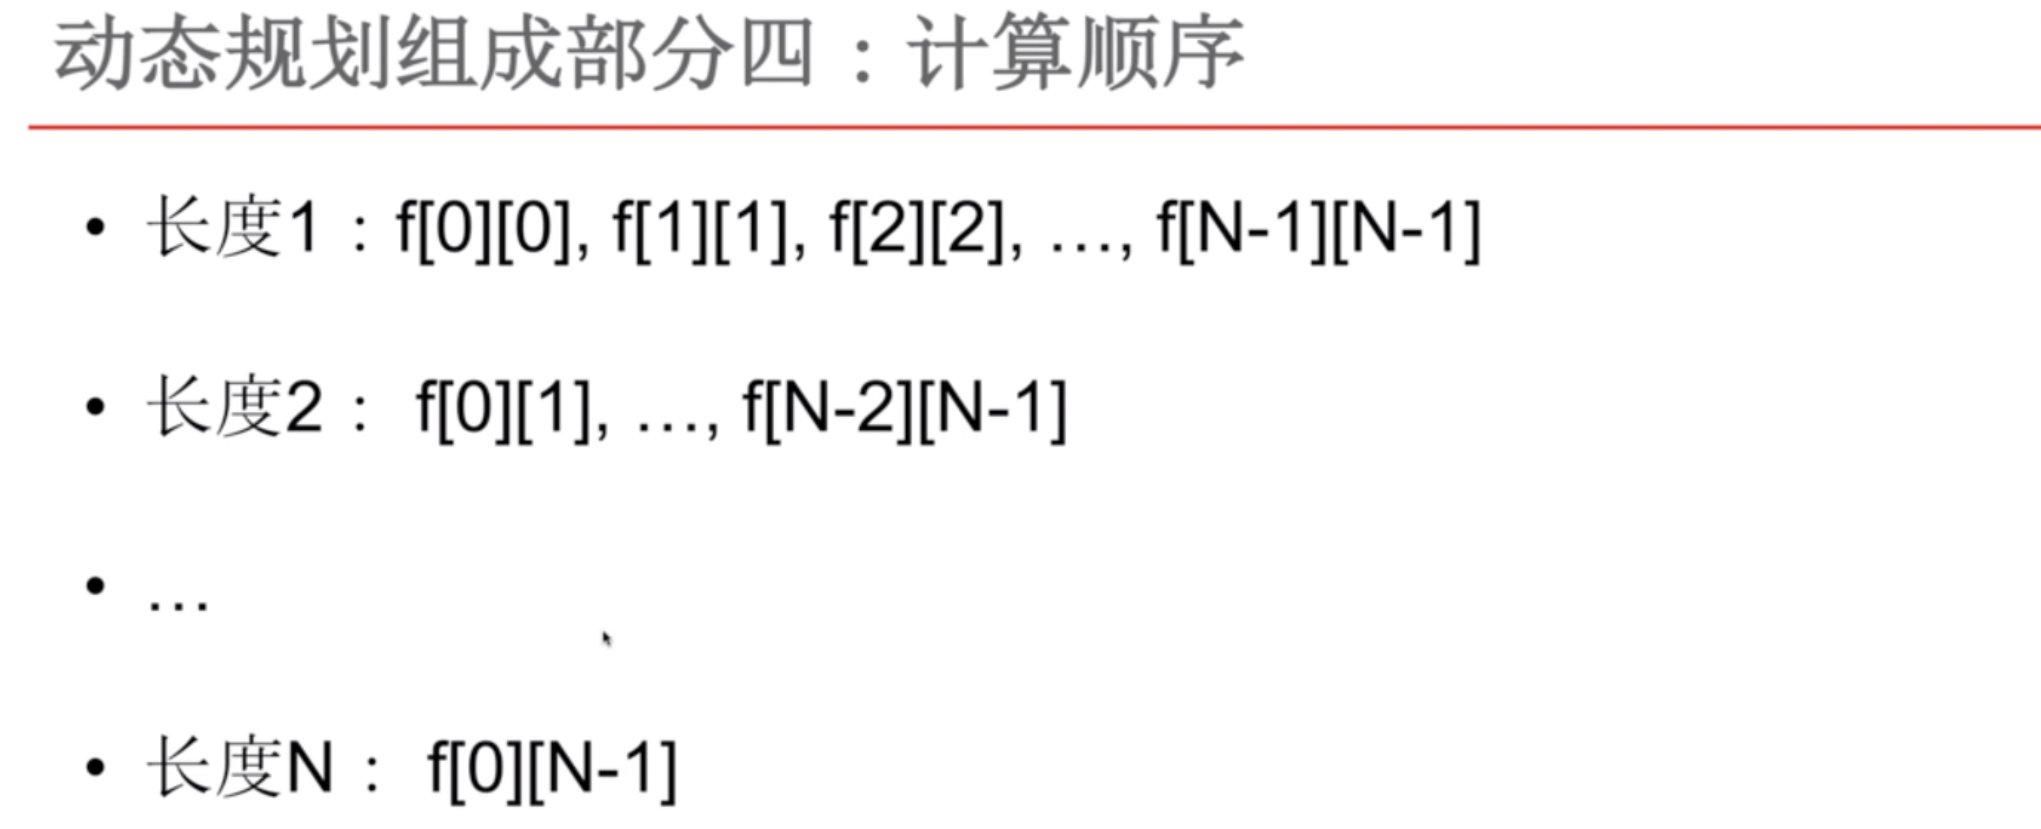 动态规划组成部分四：计算顺序
• 长度1：f[0][0], f[1][1], f[2][2], …, f[N-1][N-1]
• 长度2： f[0][1], …, f[N-2][N-1]
• …
• 长度N： f[0][N-1]